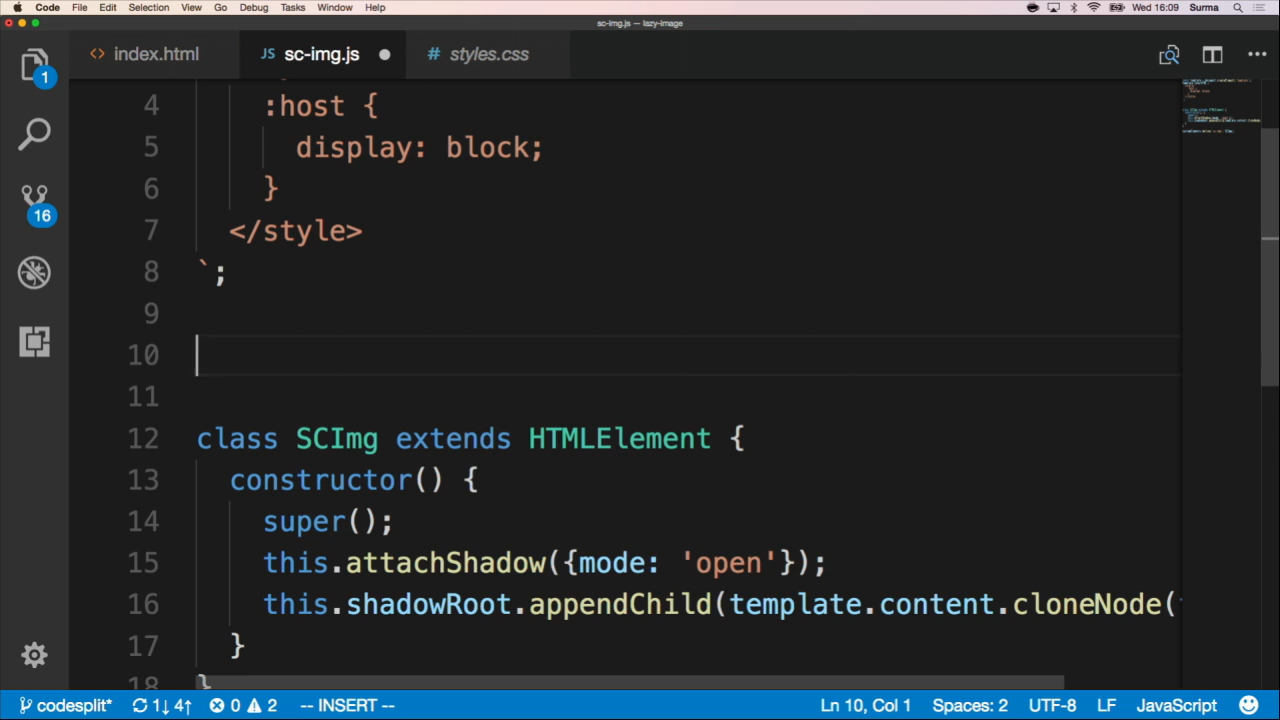 Code File Edit Selection View Go Debug Tasks Window Help Wed 16:09 Surma
sc-img.js — lazy-image
index.html JS sc-img.js # styles.css
1
16
4 :host {
5 display: block;
6 }
7 </style>
8 `;
9
10
11
12 class SCImg extends HTMLElement {
13 constructor() {
14 super();
15 this.attachShadow({mode: 'open'});
16 this.shadowRoot.appendChild(template.content.cloneNode(
17 }
18 }
codesplit* 1↓ 4↑ 0 2 -- INSERT -- Ln 10, Col 1 Spaces: 2 UTF-8 LF JavaScript